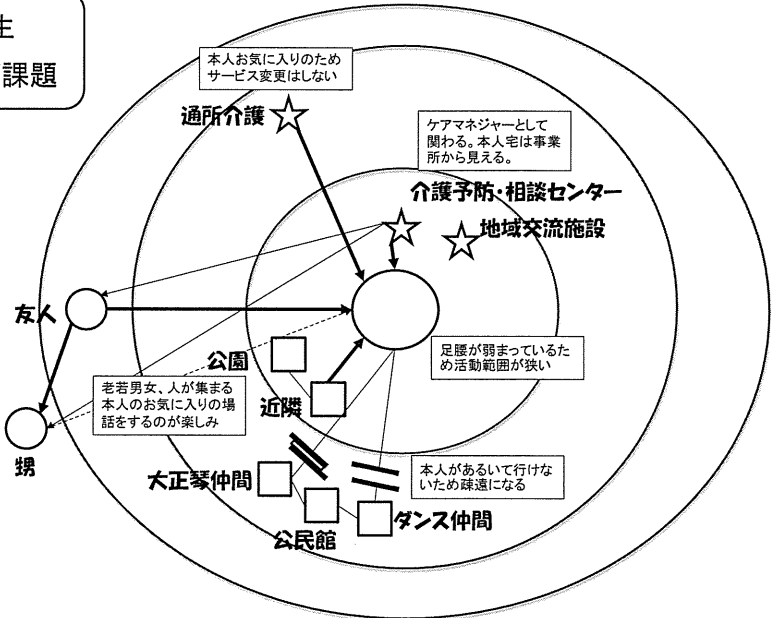 生
課題
本人お気に入りのため
サービス変更はしない
通所介護
ケアマネジャーとして
関わる。本人宅は事業
所から見える。
介護予防・相談センター
地域交流施設
友人
公園
足腰が弱まっているた
め活動範囲が狭い
老若男女、人が集まる
本人のお気に入りの場
話をするのが楽しみ
近隣
甥
大正琴仲間
本人があるいて行けな
いため疎遠になる
公民館
ダンス仲間